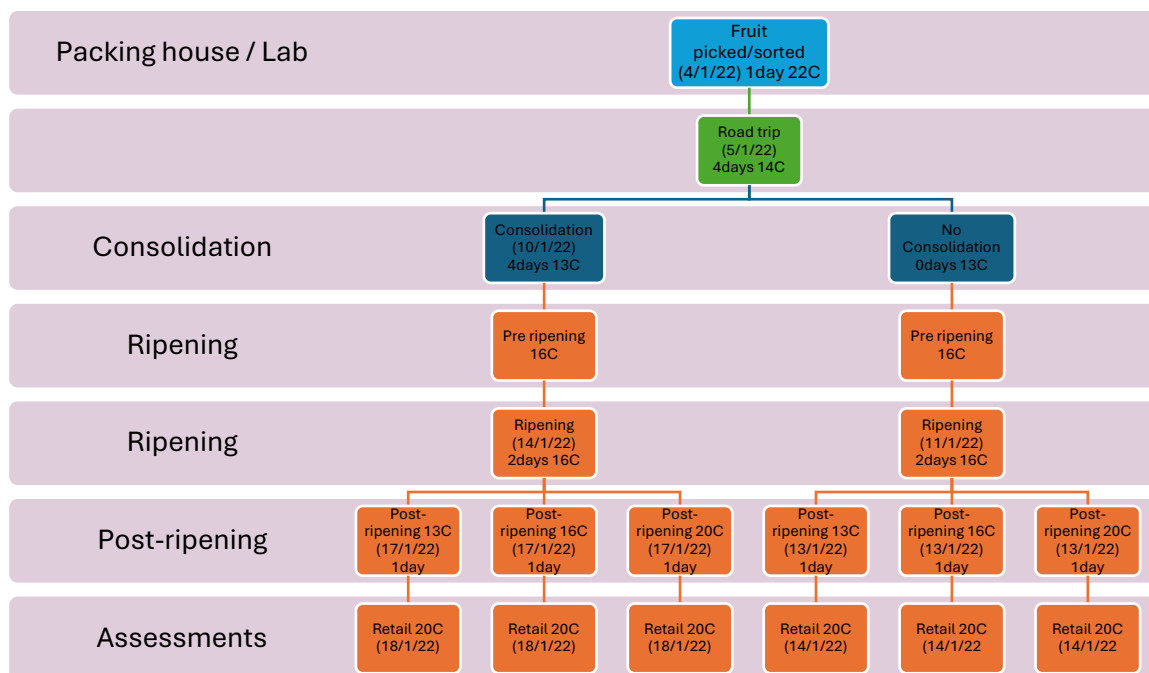 Packing house / Lab
Fruit
picked/sorted
(4/1/22) 1day 22C
Road trip
(5/1/22)
4days 14C
Consolidation
Consolidation
(10/1/22)
4days 13C
No
Consolidation
0days 13C
Ripening
Pre ripening
16C
Pre ripening
16C
Ripening
Ripening
(14/1/22)
2days 16C
Ripening
(11/1/22)
2days 16C
Post-ripening
Post-
ripening 13C
(17/1/22)
1day
Post-
ripening 16C
(17/1/22)
1day
Post-
ripening 20C
(17/1/22)
1day
Post-
ripening 13C
(13/1/22)
1day
Post-
ripening 16C
(13/1/22)
1day
Post-
ripening 20C
(13/1/22)
1day
Assessments
Retail 20C
(18/1/22)
Retail 20C
(18/1/22)
Retail 20C
(18/1/22)
Retail 20C
(14/1/22)
Retail 20C
(14/1/22
Retail 20C
(14/1/22